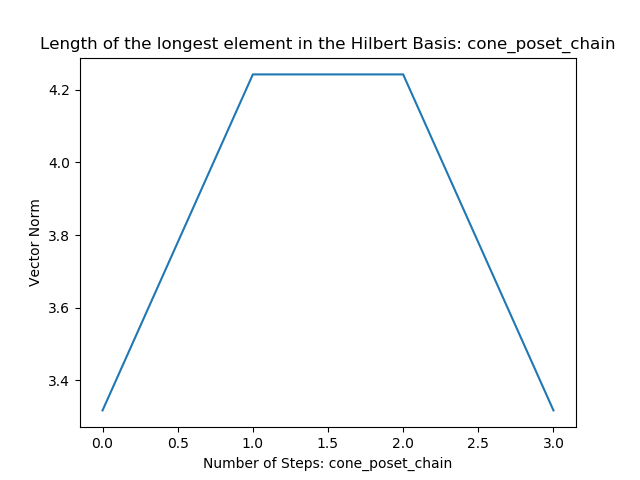 Length of the longest element in the Hilbert Basis: cone_poset_chain
4.2
4.0
3.8
3.6
3.4
Vector Norm
0.0 0.5 1.0 1.5 2.0 2.5 3.0
Number of Steps: cone_poset_chain